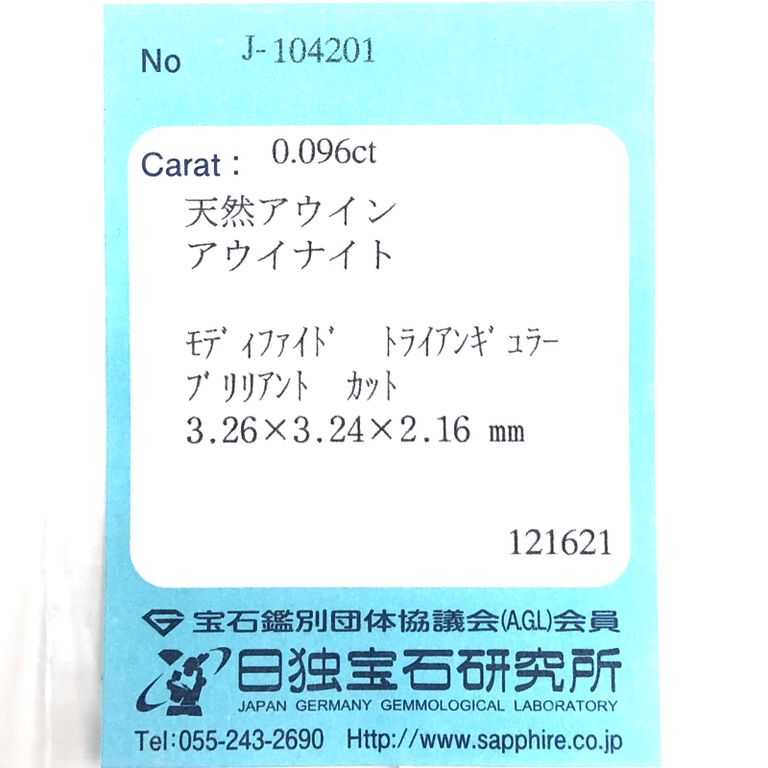 No J-104201
Carat : 0.096ct
天然アウイン
アウイナイト
ﾓﾃﾞｨﾌｧｲﾄﾞ ﾄﾗｲｱﾝｷﾞｭﾗｰ
ﾌﾞﾘﾘｱﾝﾄ ｶｯﾄ
3.26×3.24×2.16 mm
121621
宝石鑑別団体協議会(A.G.L)会員
日独宝石研究所
JAPAN GERMANY GEMMOLOGICAL LABORATORY
Tel:055-243-2690 Http://www.sapphire.co.jp